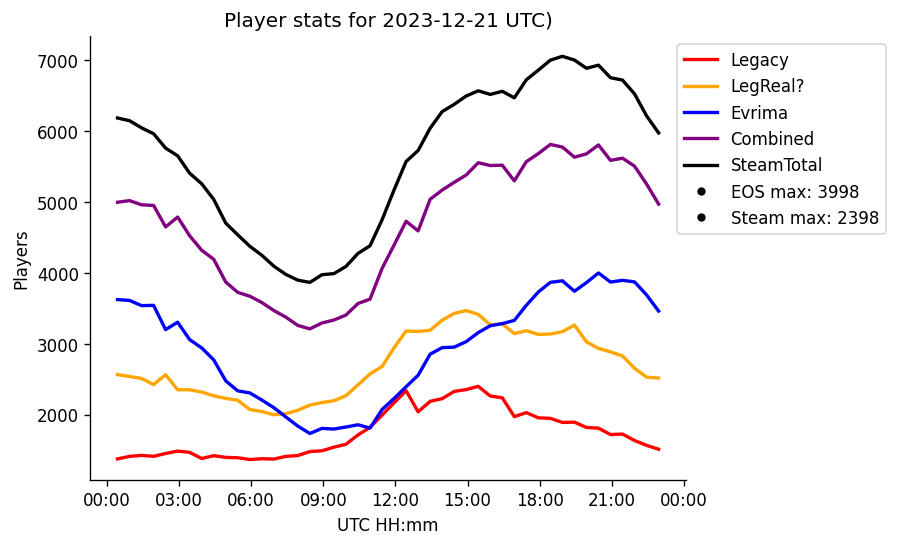 Player stats for 2023-12-21 UTC)
Legacy
LegReal?
Evrima
Combined
SteamTotal
EOS max: 3998
Steam max: 2398
Players
7000
6000
5000
4000
3000
2000
00:00 03:00 06:00 09:00 12:00 15:00 18:00 21:00 00:00
UTC HH:mm